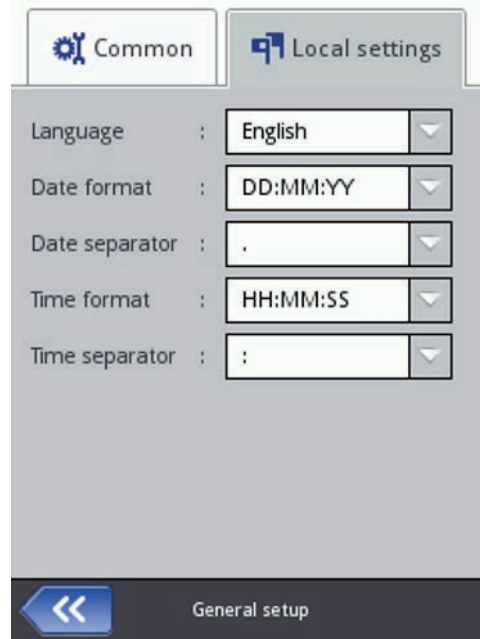 Common
Local settings
Language : English
Date format : DD:MM:YY
Date separator : .
Time format : HH:MM:SS
Time separator : :
General setup